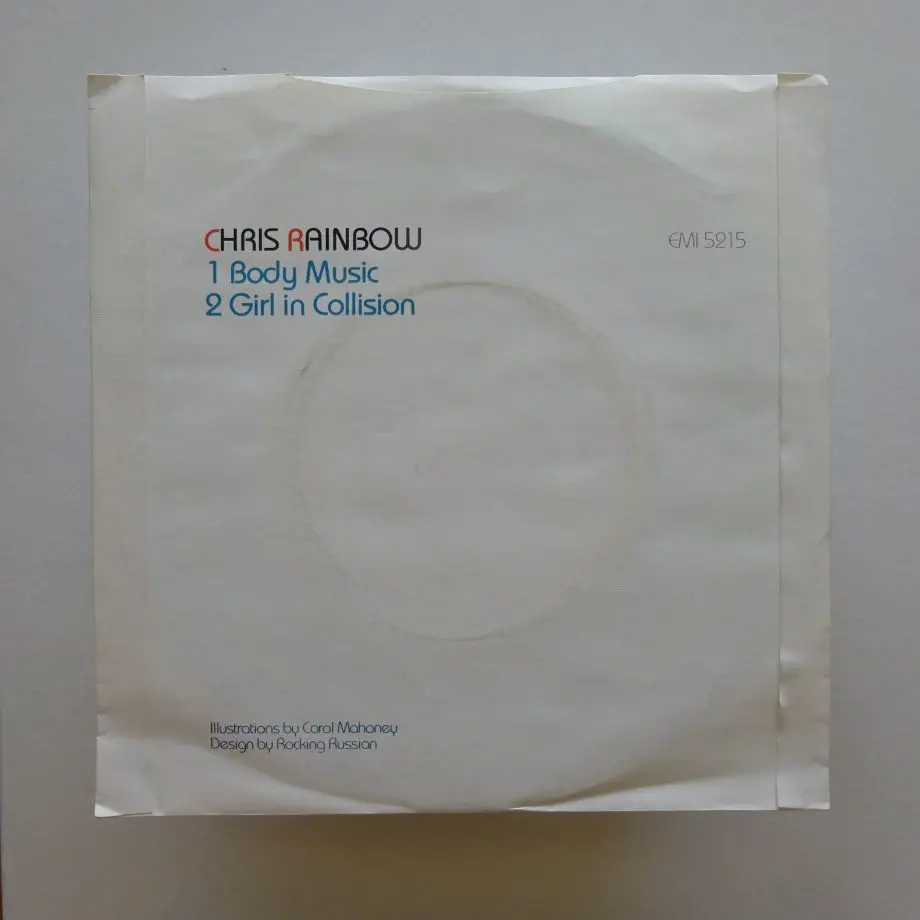 CHRIS RAINBOW
EMI 5215
1 Body Music
2 Girl in Collision
Illustrations by Carol Mahoney
Design by Rocking Russian